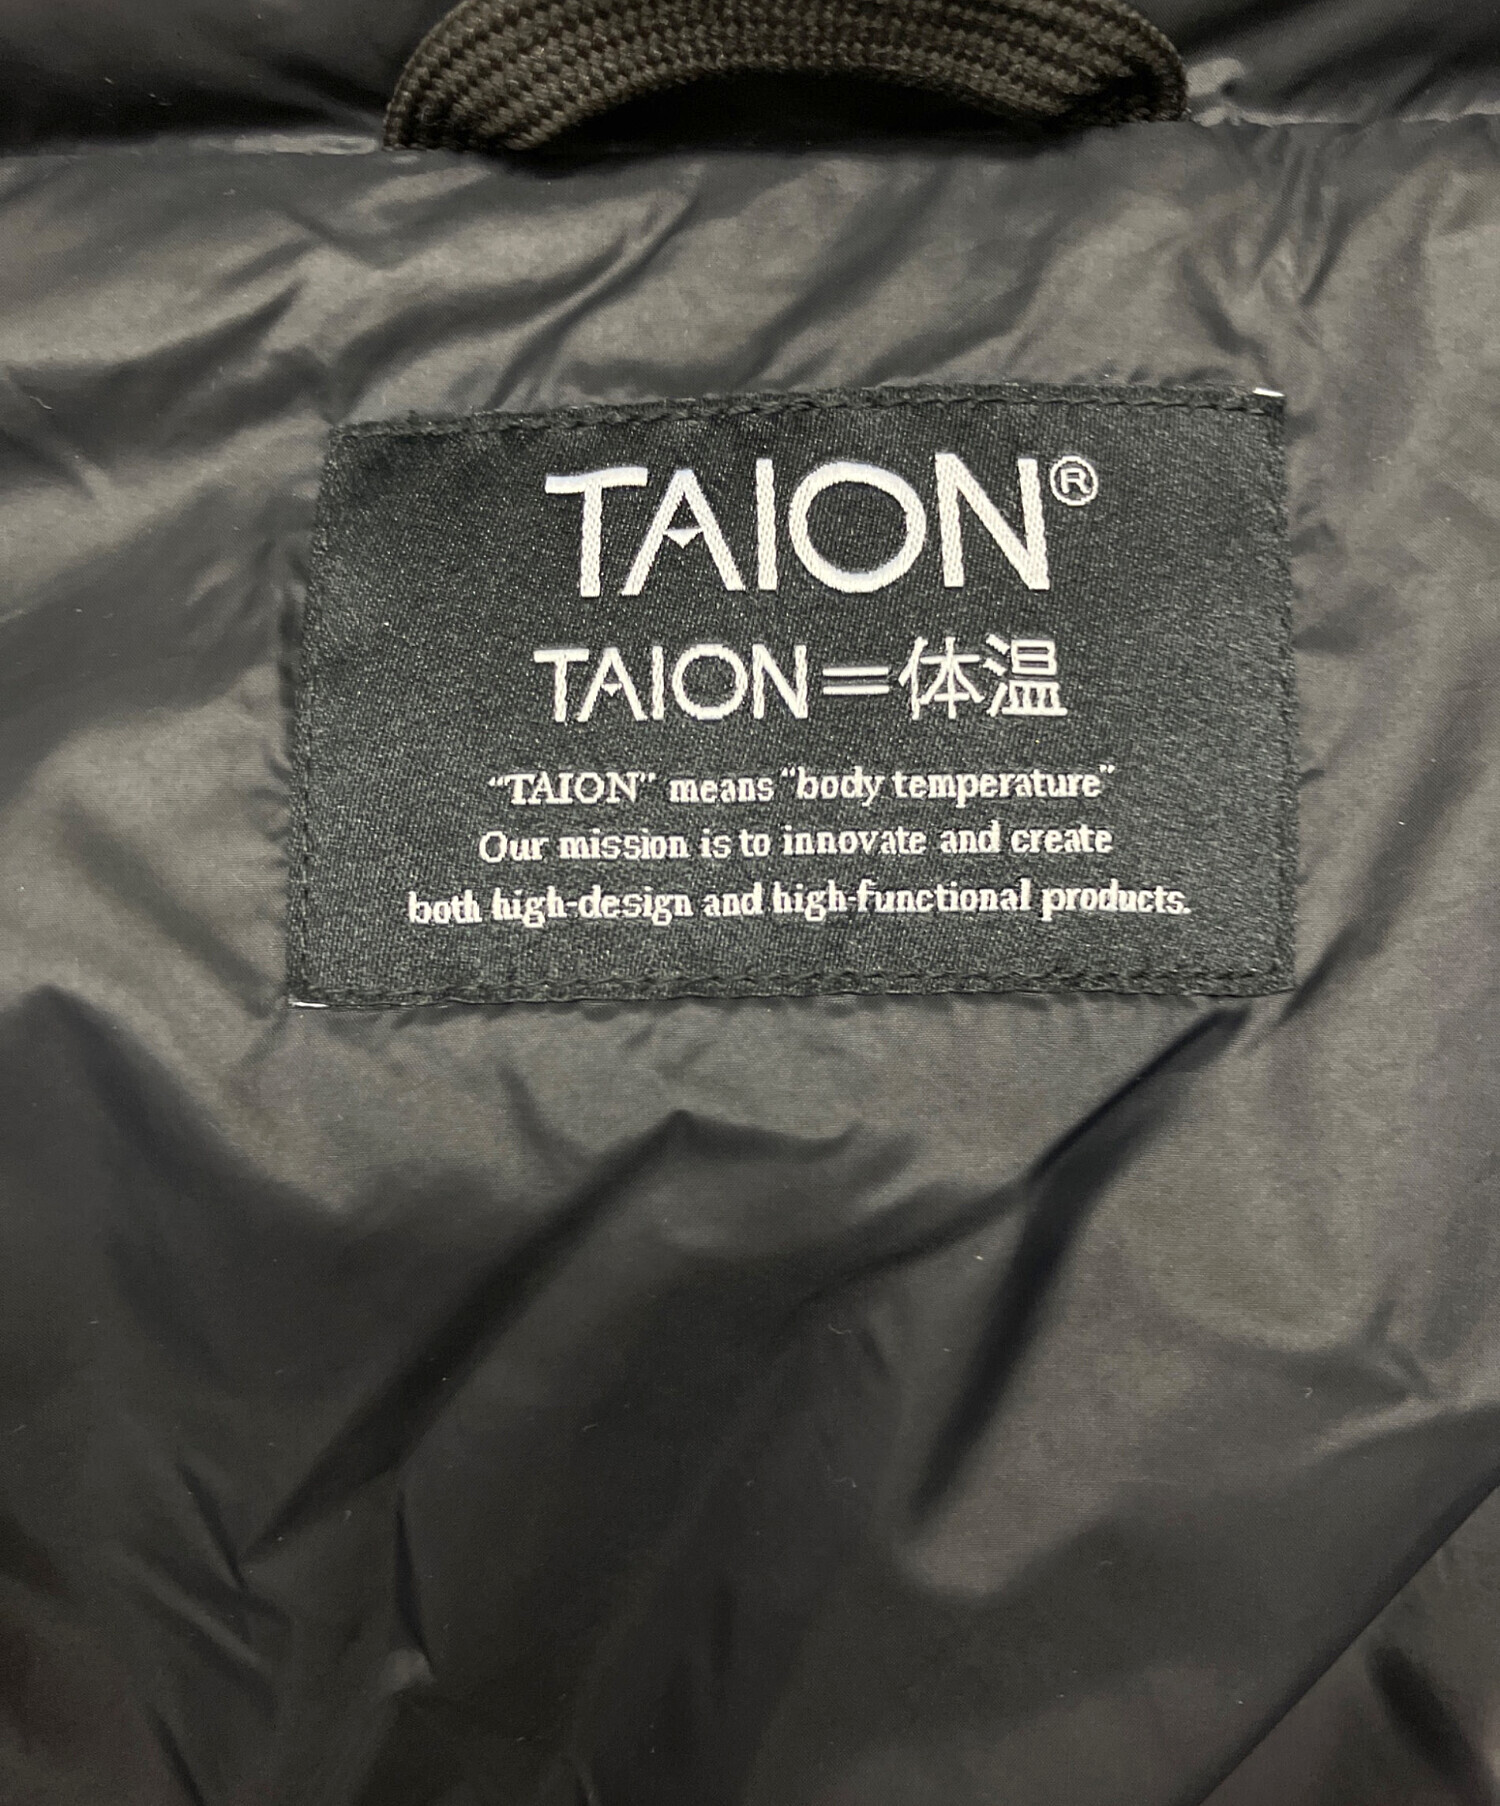 TAION®
TAION=体温
“TAION” means “body temperature”
Our mission is to innovate and create
both high-design and high-functional products.